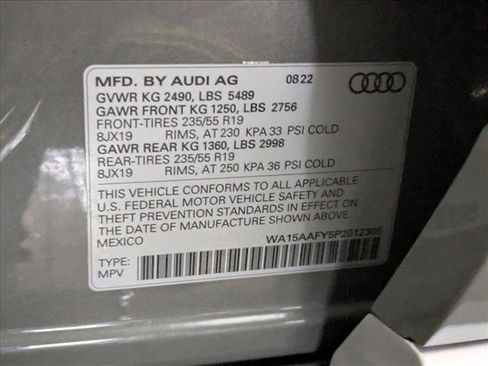 MFD. BY AUDI AG 08 22
GVWR KG 2490, LBS 5489
GAWR FRONT KG 1250, LBS 2756
FRONT-TIRES 235/55 R19
8JX19 RIMS, AT 230 KPA 33 PSI COLD
GAWR REAR KG 1360, LBS 2998
REAR-TIRES 235/55 R19
8JX19 RIMS, AT 250 KPA 36 PSI COLD
THIS VEHICLE CONFORMS TO ALL APPLICABLE
U.S. FEDERAL MOTOR VEHICLE SAFETY AND
THEFT PREVENTION STANDARDS IN EFFECT ON
THE DATE OF MANUFACTURE SHOWN ABOVE.
MEXICO WA15AAFY5P2012305
TYPE:
MPV